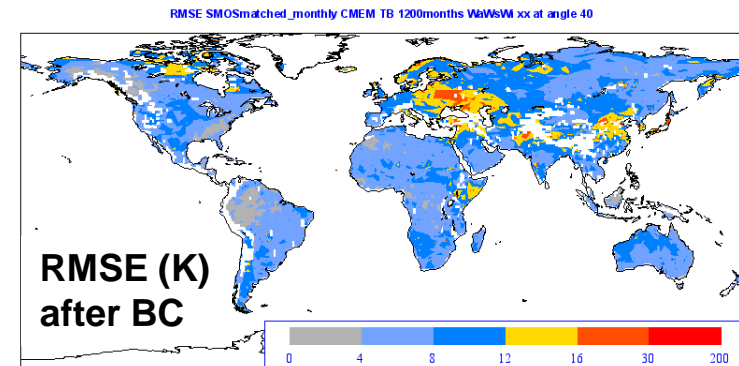 RMSE SMOSmatched_monthly CMEM TB 1200months WaWsWi xx at angle 40
RMSE (K)
after BC
0 4 8 12 16 30 200